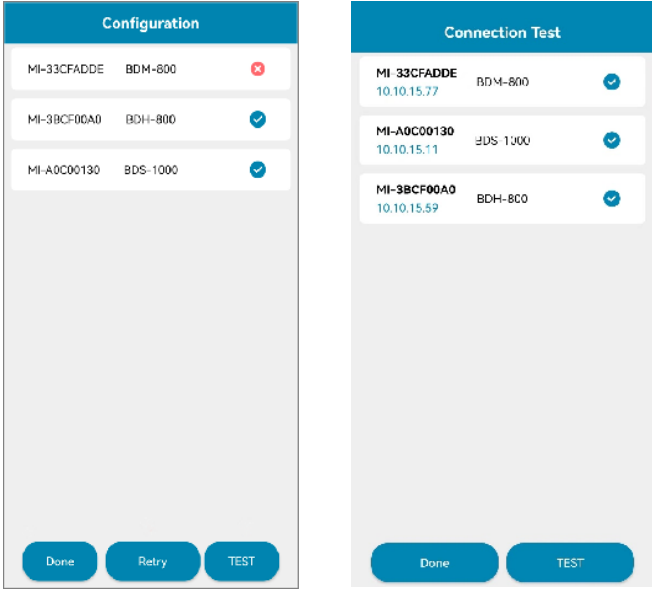 Configuration
MI-33CFADDE BDM-800
MI-3BCF00A0 BDH-800
MI-A0C00130 BDS-1000
Done Retry TEST
Connection Test
MI-33CFADDE
10.10.15.77
BDM-800
MI-A0C00130
10.10.15.11
BDS-1000
MI-3BCF00A0
10.10.15.59
BDH-800
Done TEST